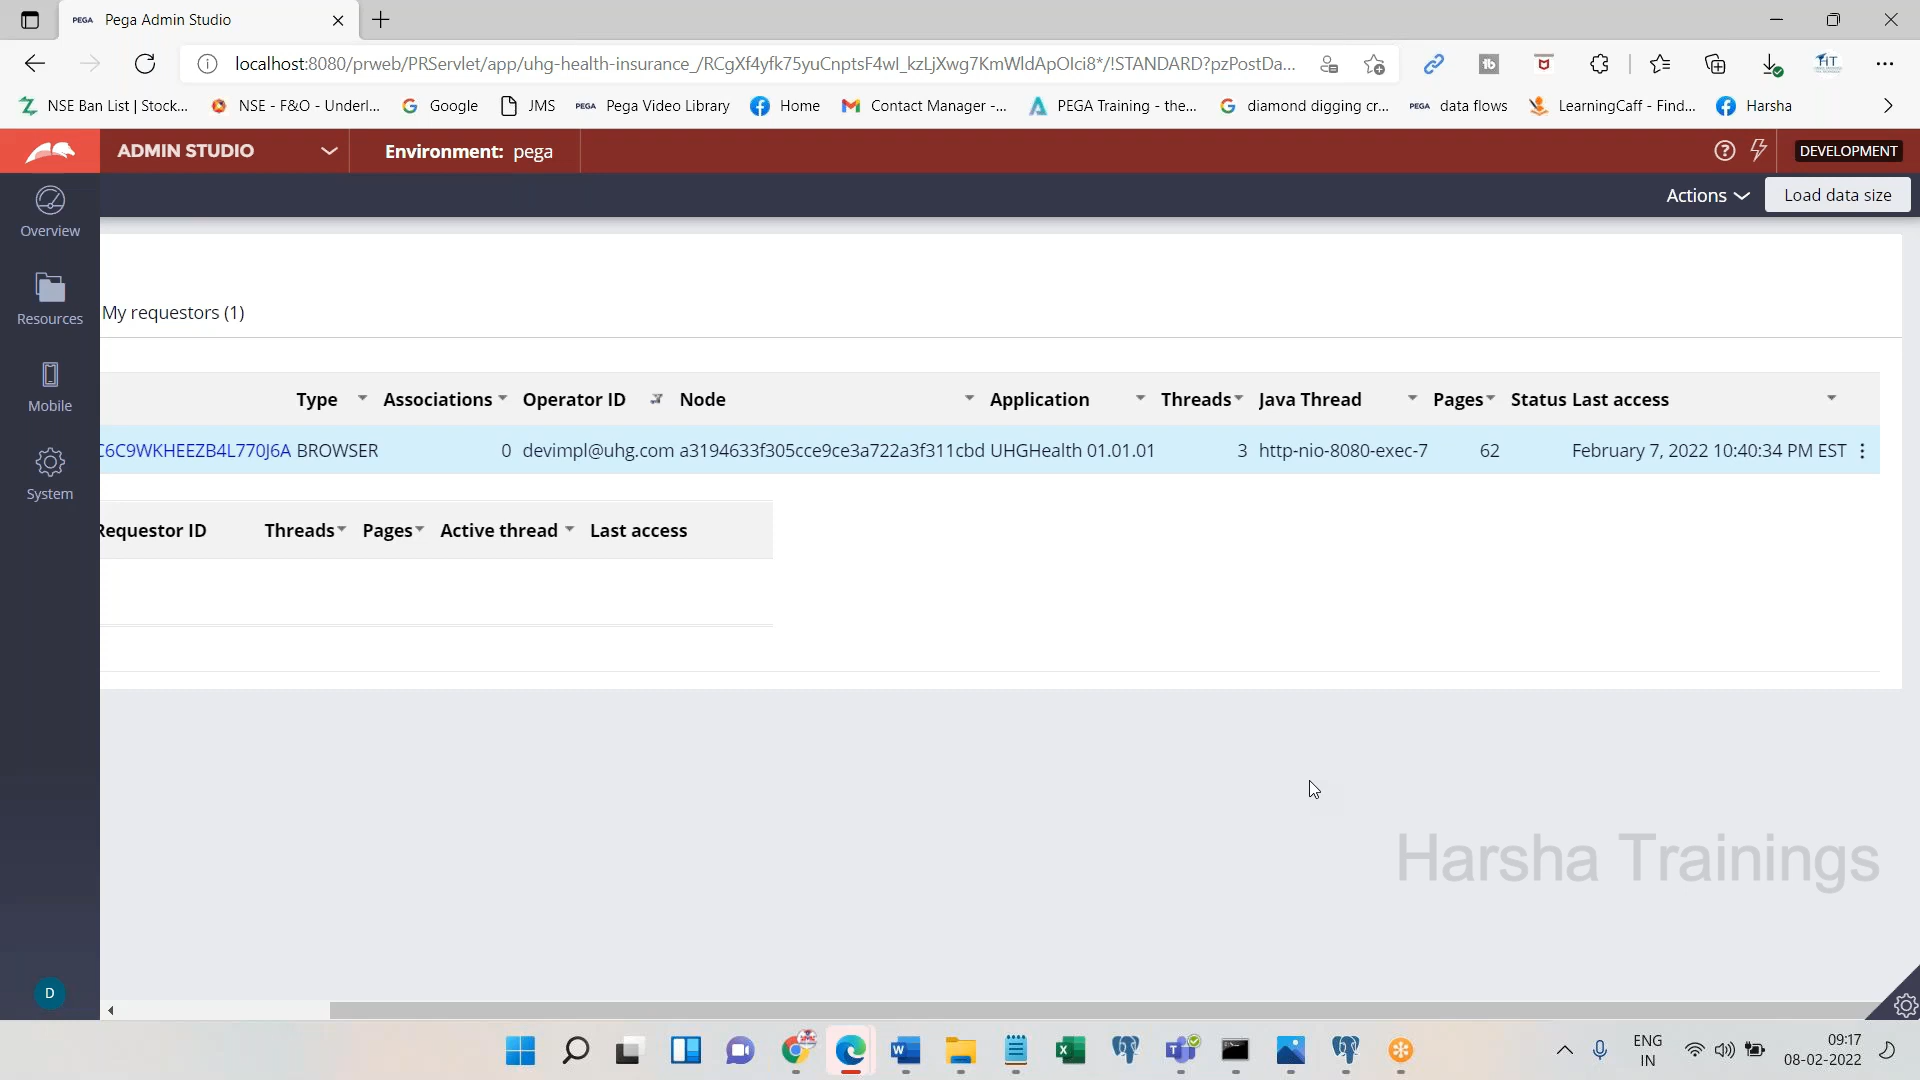 PEGA Pega Admin Studio
localhost:8080/prweb/PRServlet/app/uhg-health-insurance_/RCgXf4yfk75yuCnptsF4wl_kzLjXwg7KmWldApOIci8*/!STANDARD?pzPostDa...
NSE Ban List | Stock... NSE - F&O - Underl... Google JMS PEGA Pega Video Library Home Contact Manager -... PEGA Training - the... diamond digging cr... PEGA data flows LearningCaff - Find... Harsha
ADMIN STUDIO Environment: pega DEVELOPMENT
Actions Load data size
Overview
Resources
Mobile
System
My requestors (1)
Type Associations Operator ID Node Application Threads Java Thread Pages Status Last access
C6C9WKHEEZB4L770J6A BROWSER 0 devimpl@uhg.com a3194633f305cce9ce3a722a3f311cbd UHGHealth 01.01.01 3 http-nio-8080-exec-7 62 February 7, 2022 10:40:34 PM EST
Requestor ID Threads Pages Active thread Last access
Harsha Trainings
D
ENG
IN
09:17
08-02-2022